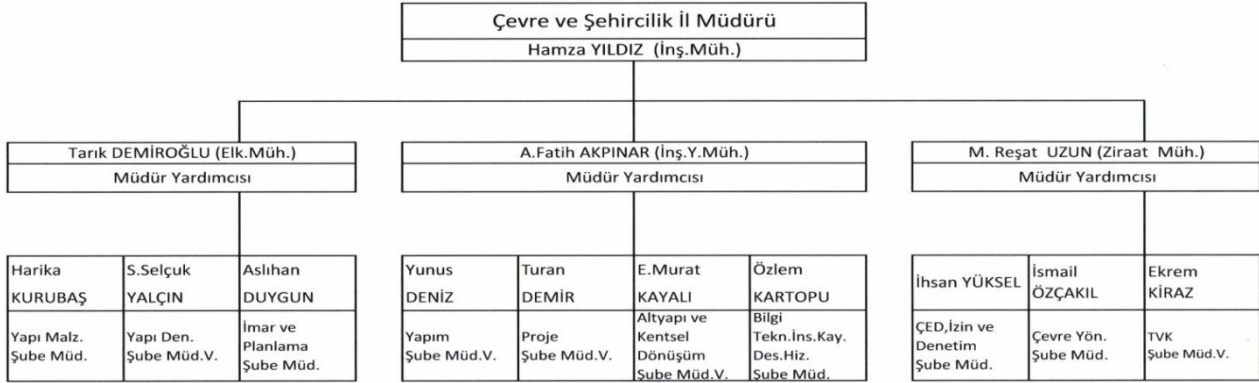 Çevre ve Şehircilik İl Müdürü
Hamza YILDIZ (İnş.Müh.)
Tarık DEMİROĞLU (Elk.Müh.)
Müdür Yardımcısı
A.Fatih AKPINAR (İnş.Y.Müh.)
Müdür Yardımcısı
M. Reşat UZUN (Ziraat Müh.)
Müdür Yardımcısı
Harika
KURUBAŞ
Yapı Malz.
Şube Müd.
S.Selçuk
YALÇIN
Yapı Den.
Şube Müd.V.
Aslıhan
DUYGUN
İmar ve
Planlama
Şube Müd.
Yunus
DENİZ
Yapım
Şube Müd.V.
Turan
DEMİR
Proje
Şube Müd.V.
E.Murat
KAYALI
Altyapı ve
Kentsel
Dönüşüm
Şube Müd.V.
Özlem
KARTOPU
Bilgi
Tekn.İns.Kay.
Des.Hiz.
Şube Müd.
İhsan YÜKSEL
ÇED,İzin ve
Denetim
Şube Müd.
İsmail
ÖZÇAKIL
Çevre Yön.
Şube Müd.
Ekrem
KİRAZ
TVK
Şube Müd.V.